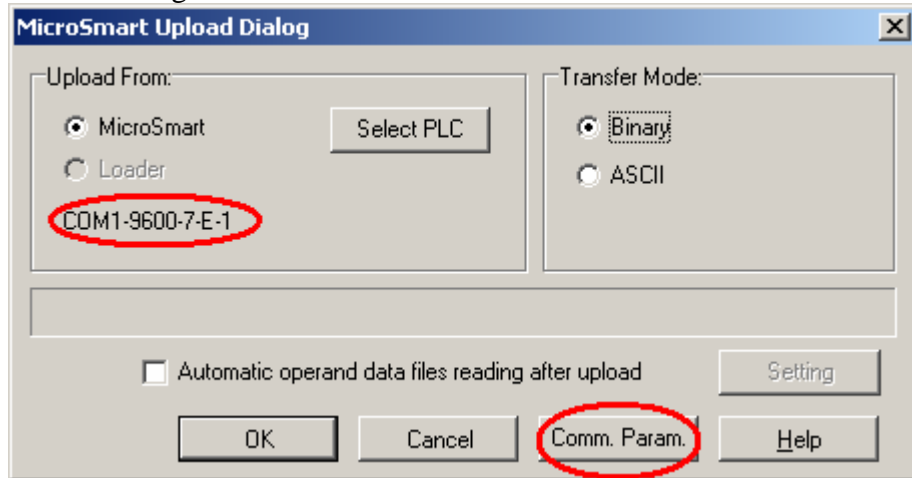 MicroSmart Upload Dialog
Upload From:
MicroSmart
Select PLC
Loader
COM1-9600-7-E-1
Transfer Mode:
Binary
ASCII
Automatic operand data files reading after upload
Setting
OK
Cancel
Comm. Param.
Help